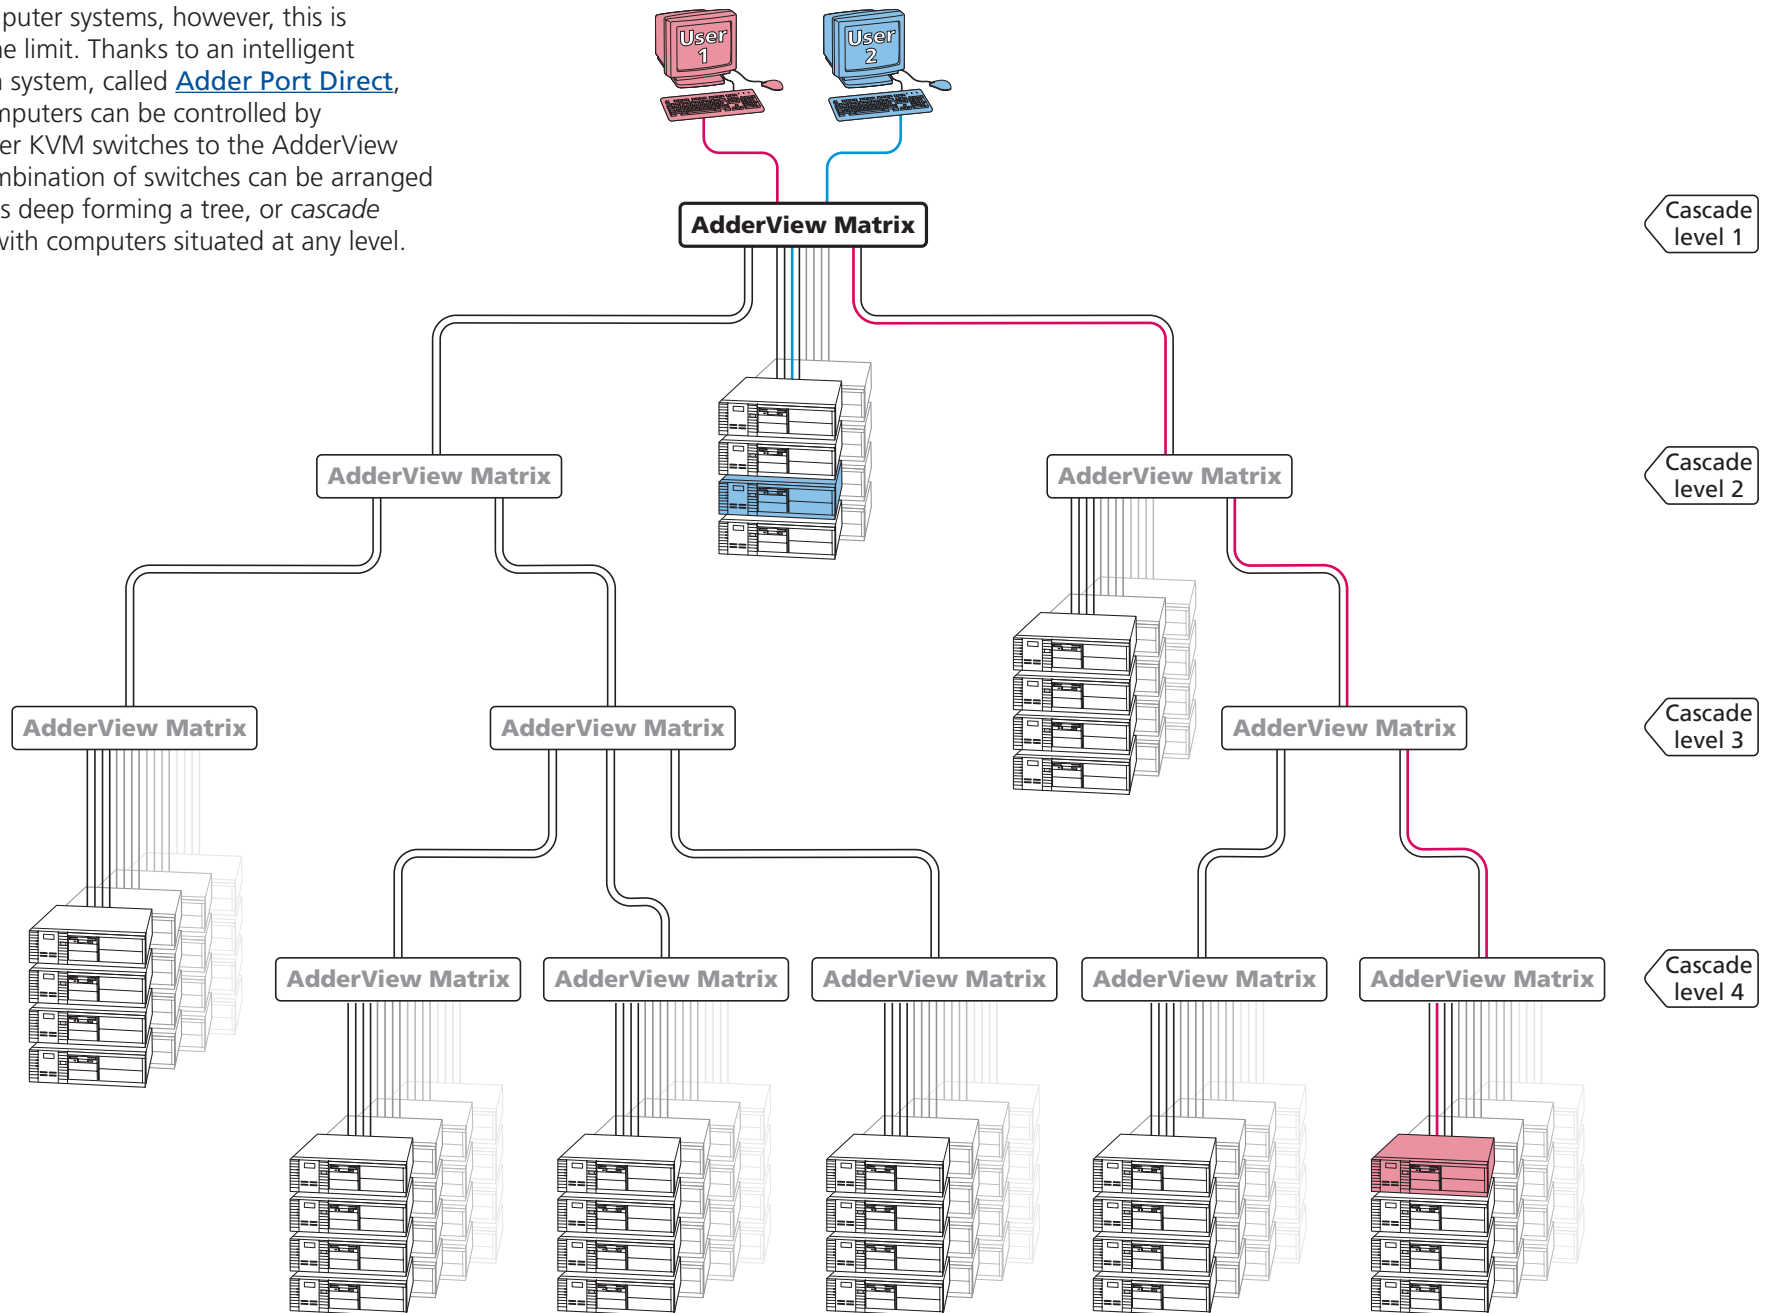 puter systems, however, this is
ne limit. Thanks to an intelligent
n system, called Adder Port Direct,
mputers can be controlled by
er KVM switches to the AdderView
mbination of switches can be arranged
s deep forming a tree, or cascade
with computers situated at any level.
User
1
User
2
AdderView Matrix
Cascade
level 1
AdderView Matrix
AdderView Matrix
Cascade
level 2
AdderView Matrix
AdderView Matrix
AdderView Matrix
Cascade
level 3
AdderView Matrix
AdderView Matrix
AdderView Matrix
AdderView Matrix
AdderView Matrix
Cascade
level 4